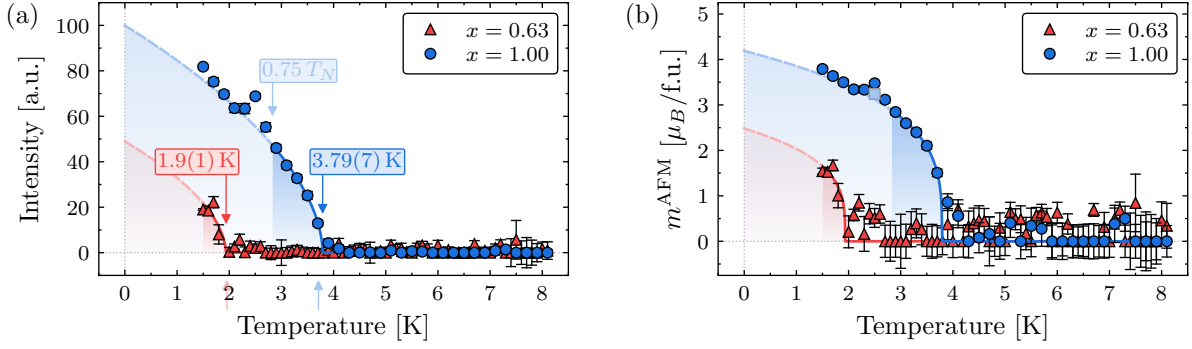 (a)
Intensity [a.u.]
100
80
60
40
20
0
x = 0.63
x = 1.00
0.75 T_N
1.9(1) K
3.79(7) K
0 1 2 3 4 5 6 7 8
Temperature [K]
(b)
m^AFM [μ_B/f.u.]
5
4
3
2
1
0
x = 0.63
x = 1.00
0 1 2 3 4 5 6 7 8
Temperature [K]